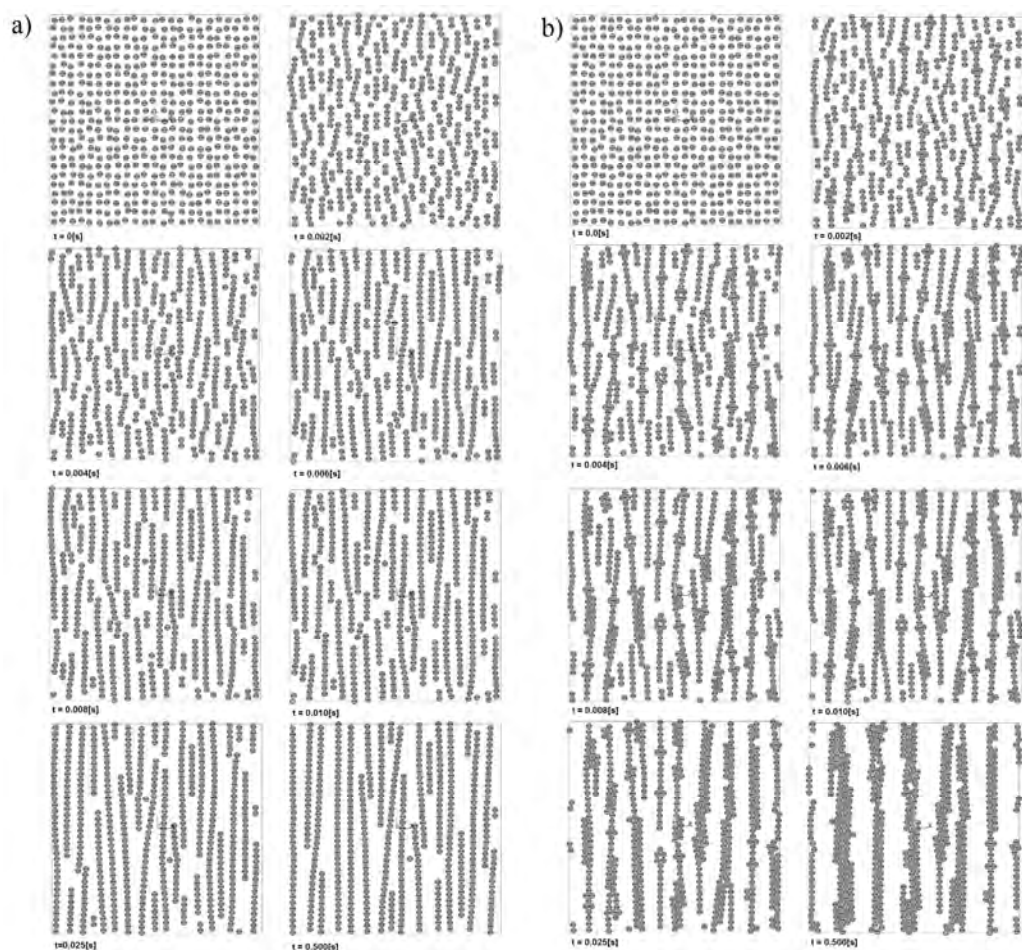 a)
b)
t = 0[s]
t = 0.002[s]
t = 0.0[s]
t = 0.002[s]
t = 0.004[s]
t = 0.006[s]
t = 0.004[s]
t = 0.006[s]
t = 0.008[s]
t = 0.010[s]
t = 0.008[s]
t = 0.010[s]
t=0.025[s]
t = 0.500[s]
t = 0.025[s]
t = 0.500[s]